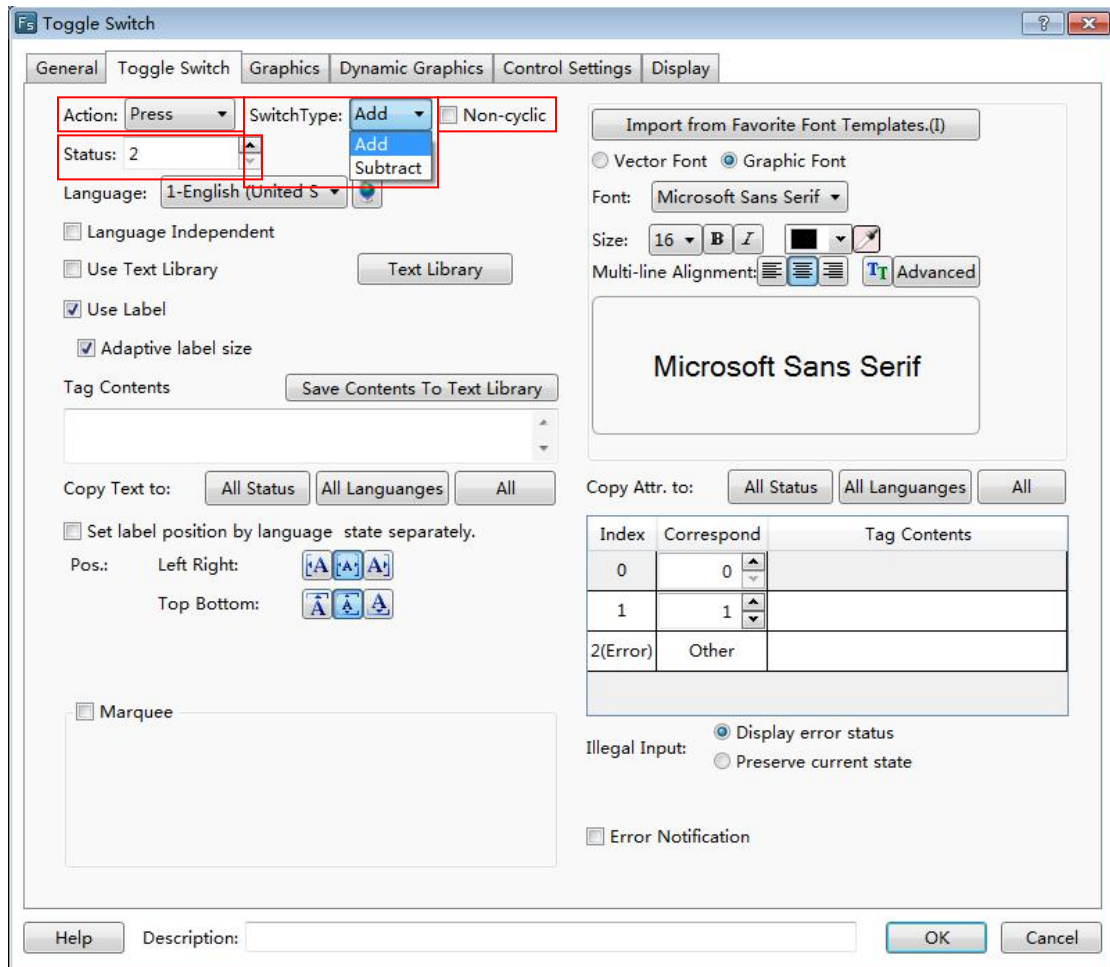 Fs Toggle Switch
General Toggle Switch Graphics Dynamic Graphics Control Settings Display
Action: Press SwitchType: Add Non-cyclic
Add
Subtract
Status: 2
Language: 1-English (United S
Language Independent
Use Text Library Text Library
Use Label
Adaptive label size
Tag Contents Save Contents To Text Library
Copy Text to: All Status All Languanges All
Set label position by language state separately.
Pos.: Left Right: A A A
Top Bottom: A A A
Marquee
Import from Favorite Font Templates.(I)
Vector Font Graphic Font
Font: Microsoft Sans Serif
Size: 16 B I
Multi-line Alignment: TT Advanced
Microsoft Sans Serif
Copy Attr. to: All Status All Languanges All
Index Correspond Tag Contents
0 0
1 1
2(Error) Other
Illegal Input: Display error status
Preserve current state
Error Notification
Help Description: OK Cancel